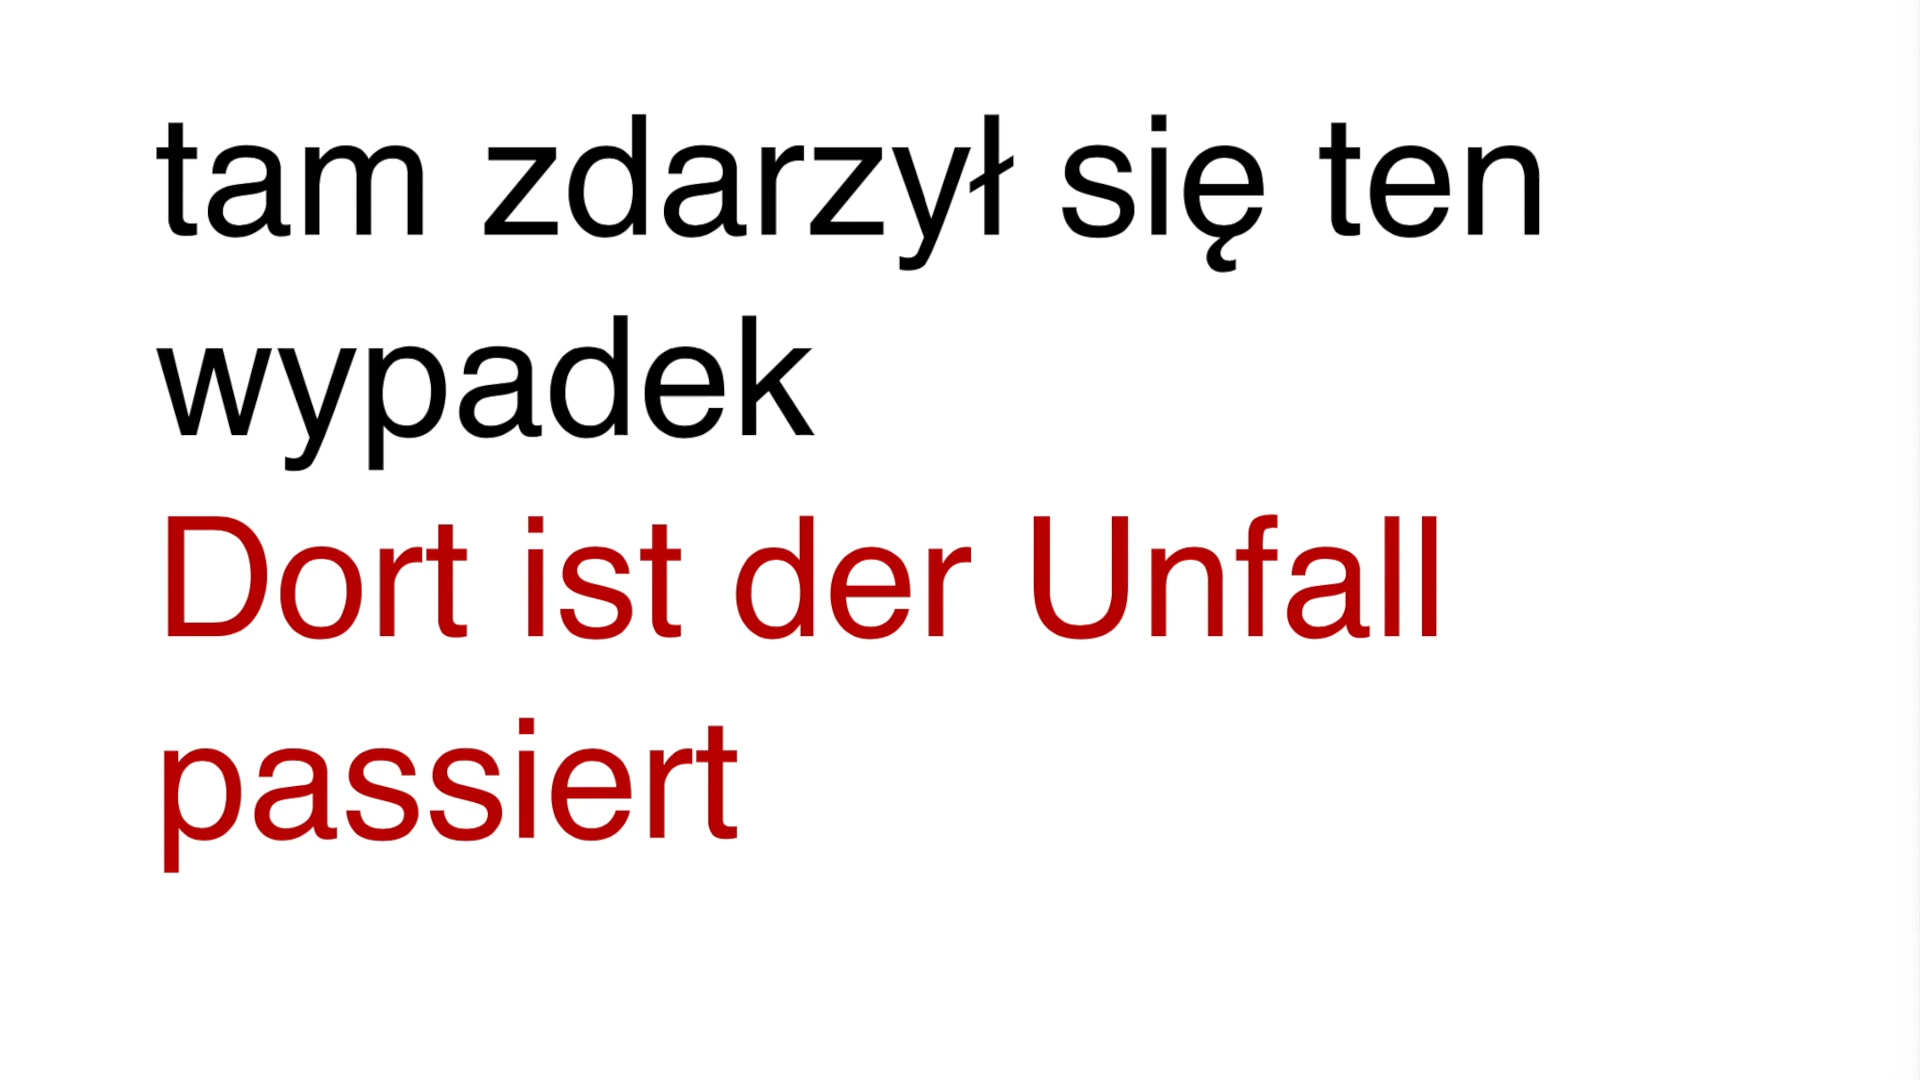 tam zdarzył się ten
wypadek
Dort ist der Unfall
passiert